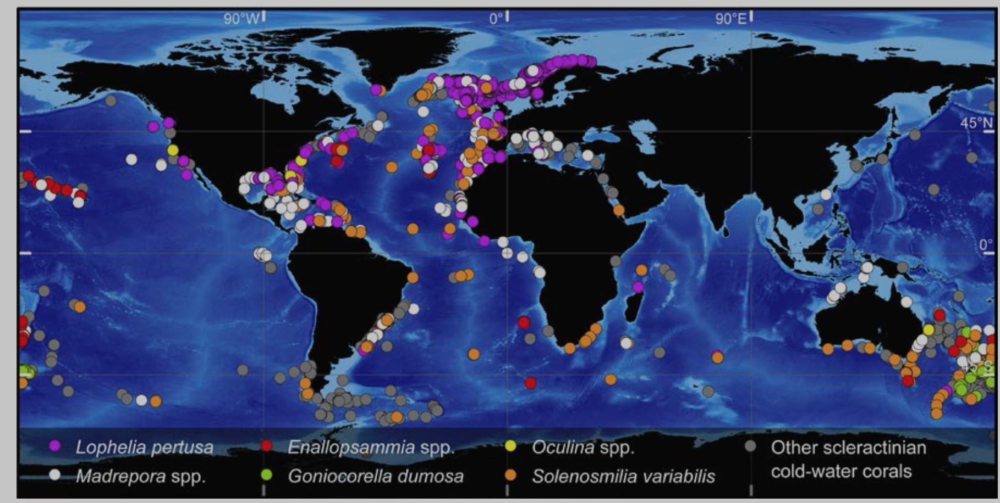 90°W 0° 90°E
45°N
0°
45°S
Lophelia pertusa Enallopsammia spp. Oculina spp. Other scleractinian
cold-water corals
Madrepora spp. Goniocorella dumosa Solenosmilia variabilis